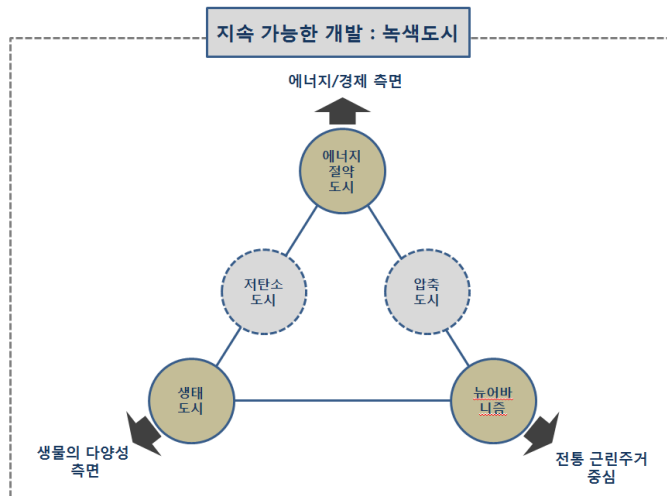 지속 가능한 개발 : 녹색도시
에너지/경제 측면
에너지
절약
도시
저탄소
도시
압축
도시
생태
도시
뉴어바
니즘
생물의 다양성
측면
전통 근린주거
중심